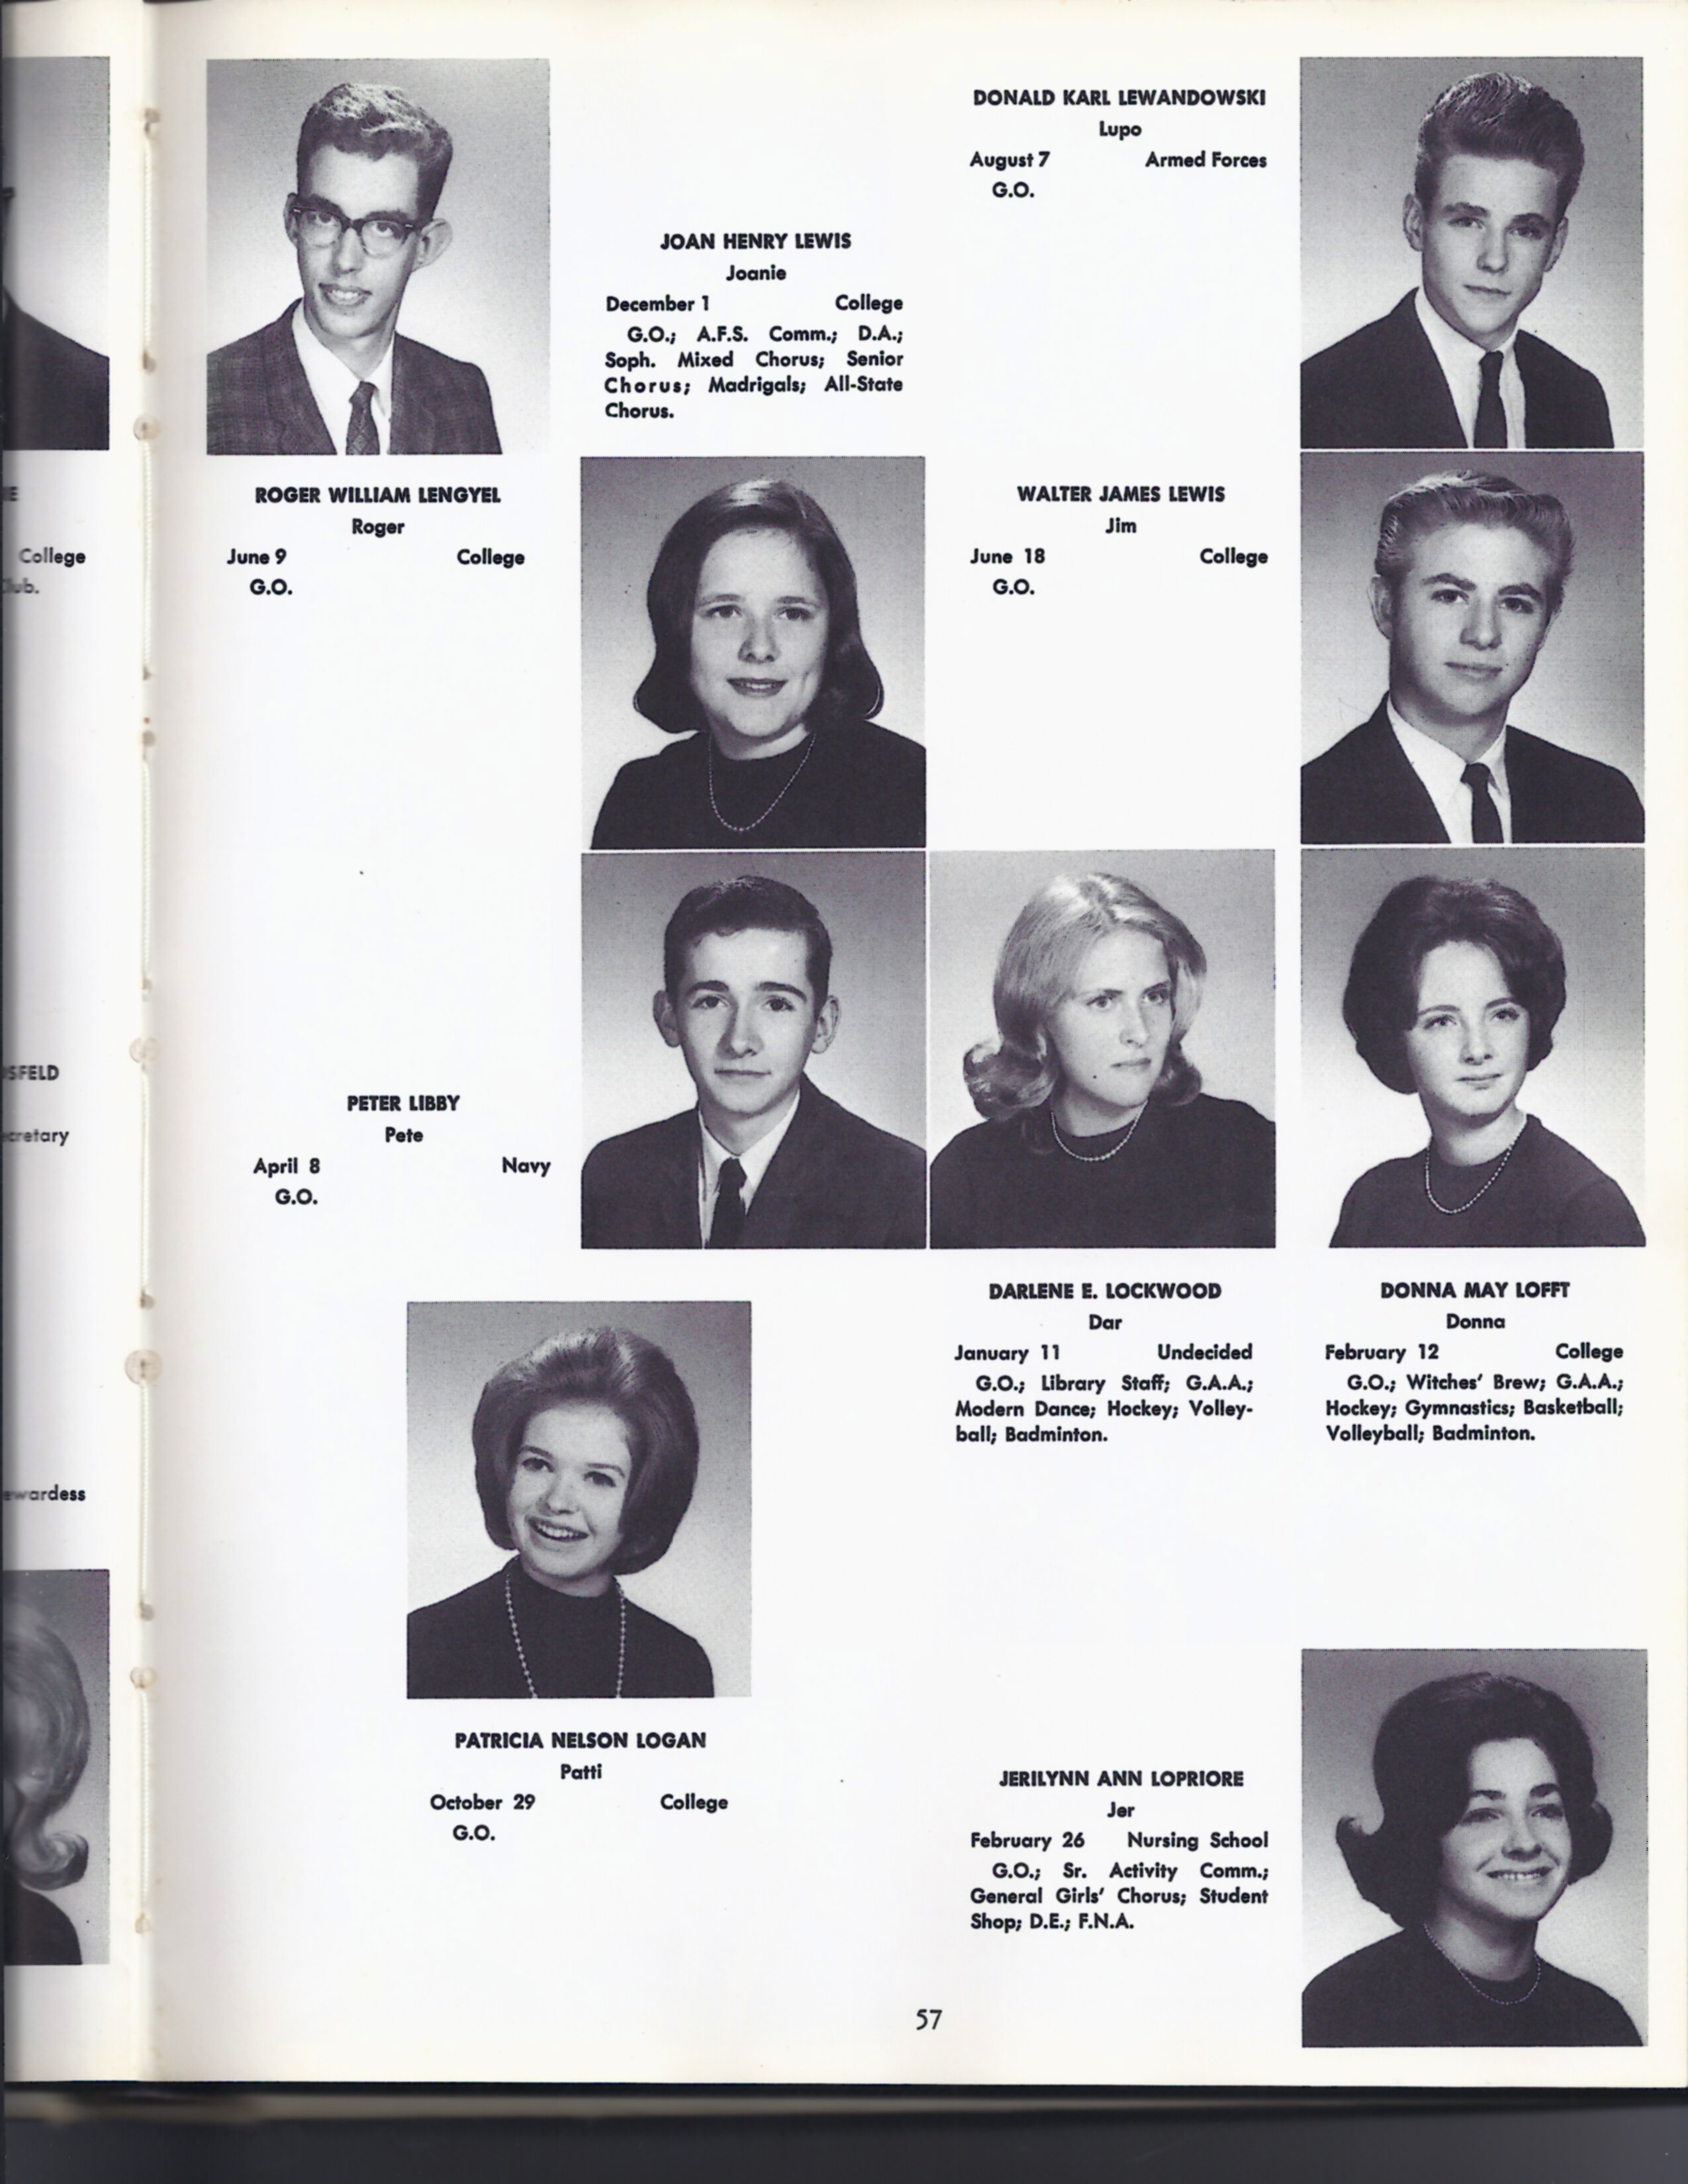 E
College
lub.
SFELD
cretary
ewardess
ROGER WILLIAM LENGYEL
Roger
June 9 College
G.O.
JOAN HENRY LEWIS
Joanie
December 1 College
G.O.; A.F.S. Comm.; D.A.;
Soph. Mixed Chorus; Senior
Chorus; Madrigals; All-State
Chorus.
DONALD KARL LEWANDOWSKI
Lupo
August 7 Armed Forces
G.O.
WALTER JAMES LEWIS
Jim
June 18 College
G.O.
PETER LIBBY
Pete
April 8 Navy
G.O.
DARLENE E. LOCKWOOD
Dar
January 11 Undecided
G.O.; Library Staff; G.A.A.;
Modern Dance; Hockey; Volley-
ball; Badminton.
DONNA MAY LOFFT
Donna
February 12 College
G.O.; Witches' Brew; G.A.A.;
Hockey; Gymnastics; Basketball;
Volleyball; Badminton.
PATRICIA NELSON LOGAN
Patti
October 29 College
G.O.
JERILYNN ANN LOPRIORE
Jer
February 26 Nursing School
G.O.; Sr. Activity Comm.;
General Girls' Chorus; Student
Shop; D.E.; F.N.A.
57